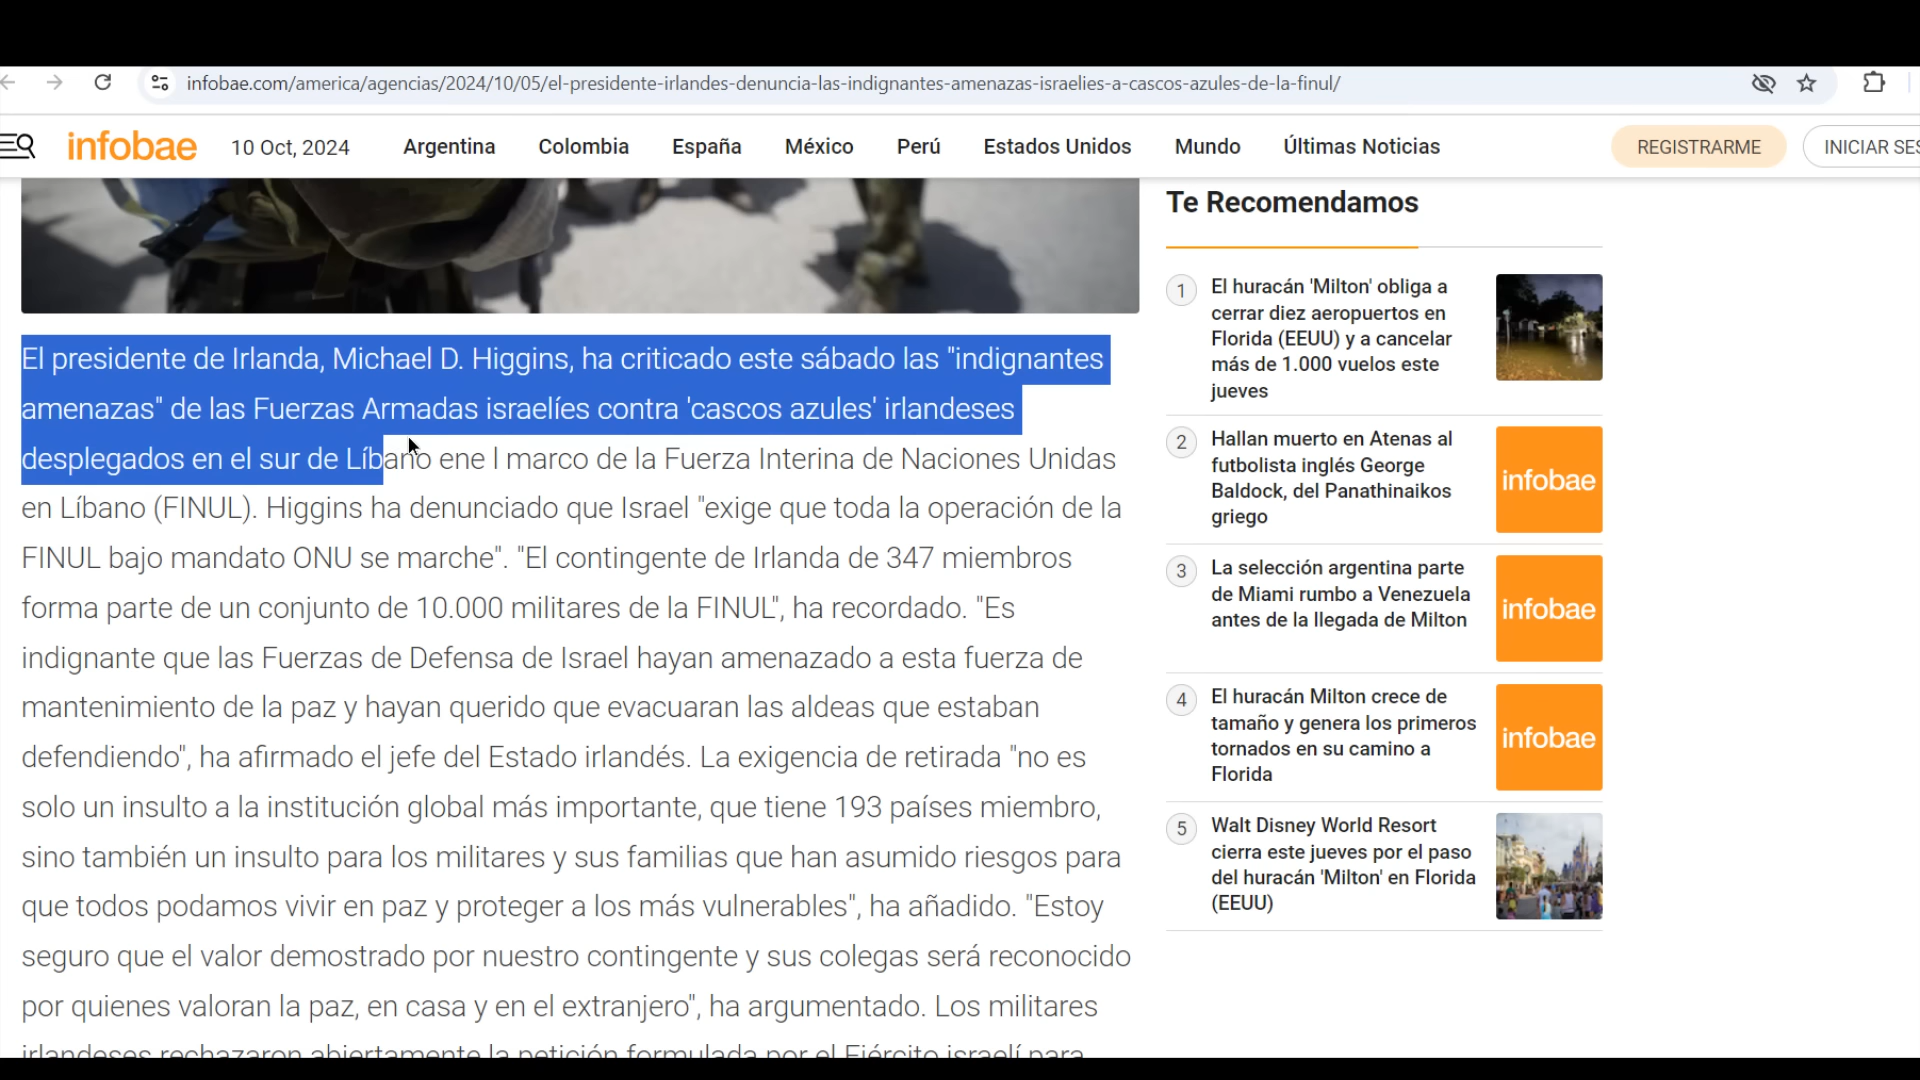 infobae.com/america/agencias/2024/10/05/el-presidente-irlandes-denuncia-las-indignantes-amenazas-israelies-a-cascos-azules-de-la-finul/
infobae 10 Oct, 2024 Argentina Colombia España México Perú Estados Unidos Mundo Últimas Noticias REGISTRARME INICIAR SES
El presidente de Irlanda, Michael D. Higgins, ha criticado este sábado las "indignantes
amenazas" de las Fuerzas Armadas israelíes contra 'cascos azules' irlandeses
desplegados en el sur de Líbano ene l marco de la Fuerza Interina de Naciones Unidas
en Líbano (FINUL). Higgins ha denunciado que Israel "exige que toda la operación de la
FINUL bajo mandato ONU se marche". "El contingente de Irlanda de 347 miembros
forma parte de un conjunto de 10.000 militares de la FINUL", ha recordado. "Es
indignante que las Fuerzas de Defensa de Israel hayan amenazado a esta fuerza de
mantenimiento de la paz y hayan querido que evacuaran las aldeas que estaban
defendiendo", ha afirmado el jefe del Estado irlandés. La exigencia de retirada "no es
solo un insulto a la institución global más importante, que tiene 193 países miembro,
sino también un insulto para los militares y sus familias que han asumido riesgos para
que todos podamos vivir en paz y proteger a los más vulnerables", ha añadido. "Estoy
seguro que el valor demostrado por nuestro contingente y sus colegas será reconocido
por quienes valoran la paz, en casa y en el extranjero", ha argumentado. Los militares
irlandeses rechazaron abiertamente la petición formulada por el Ejército israelí para
Te Recomendamos
1
El huracán 'Milton' obliga a
cerrar diez aeropuertos en
Florida (EEUU) y a cancelar
más de 1.000 vuelos este
jueves
2
Hallan muerto en Atenas al
futbolista inglés George
Baldock, del Panathinaikos
griego
infobae
3
La selección argentina parte
de Miami rumbo a Venezuela
antes de la llegada de Milton
infobae
4
El huracán Milton crece de
tamaño y genera los primeros
tornados en su camino a
Florida
infobae
5
Walt Disney World Resort
cierra este jueves por el paso
del huracán 'Milton' en Florida
(EEUU)